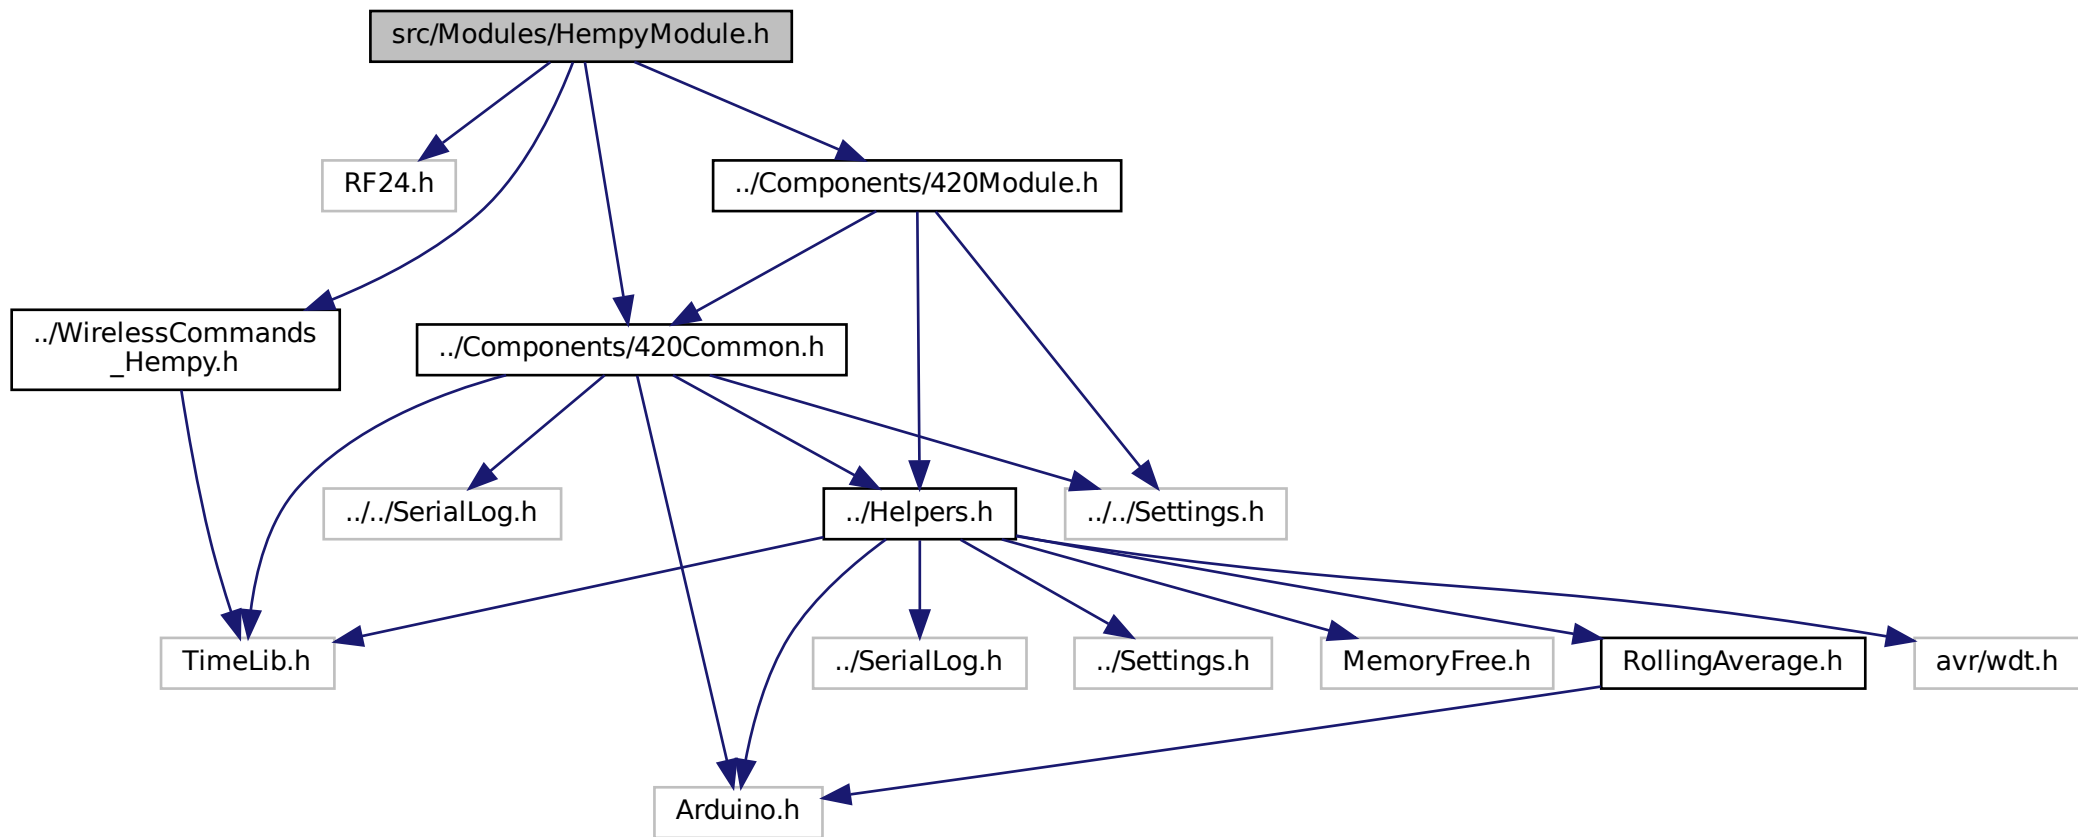 src/Modules/HempyModule.h
RF24.h
../Components/420Module.h
../WirelessCommands
_Hempy.h
../Components/420Common.h
../../SerialLog.h
../Helpers.h
../../Settings.h
TimeLib.h
../SerialLog.h
../Settings.h
MemoryFree.h
RollingAverage.h
avr/wdt.h
Arduino.h